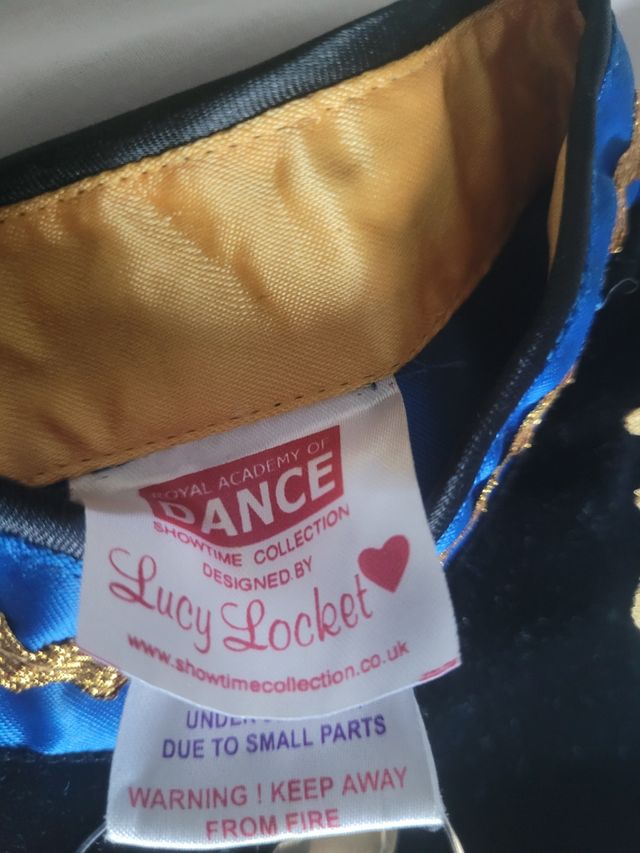 ROYAL ACADEMY OF
DANCE
SHOWTIME COLLECTION
DESIGNED BY
Lucy Locket
www.showtimecollection.co.uk
UNDER
DUE TO SMALL PARTS
WARNING ! KEEP AWAY
FROM FIRE